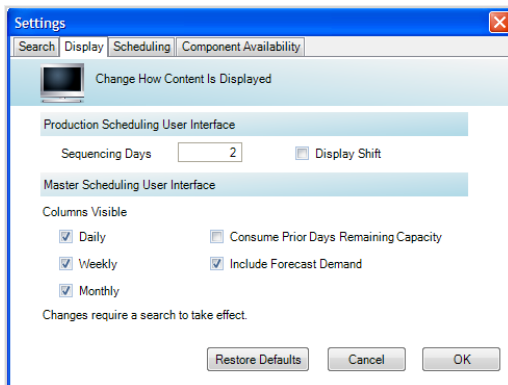 Settings
Search Display Scheduling Component Availability
Change How Content Is Displayed
Production Scheduling User Interface
Sequencing Days 2 Display Shift
Master Scheduling User Interface
Columns Visible
Daily Consume Prior Days Remaining Capacity
Weekly Include Forecast Demand
Monthly
Changes require a search to take effect.
Restore Defaults Cancel OK